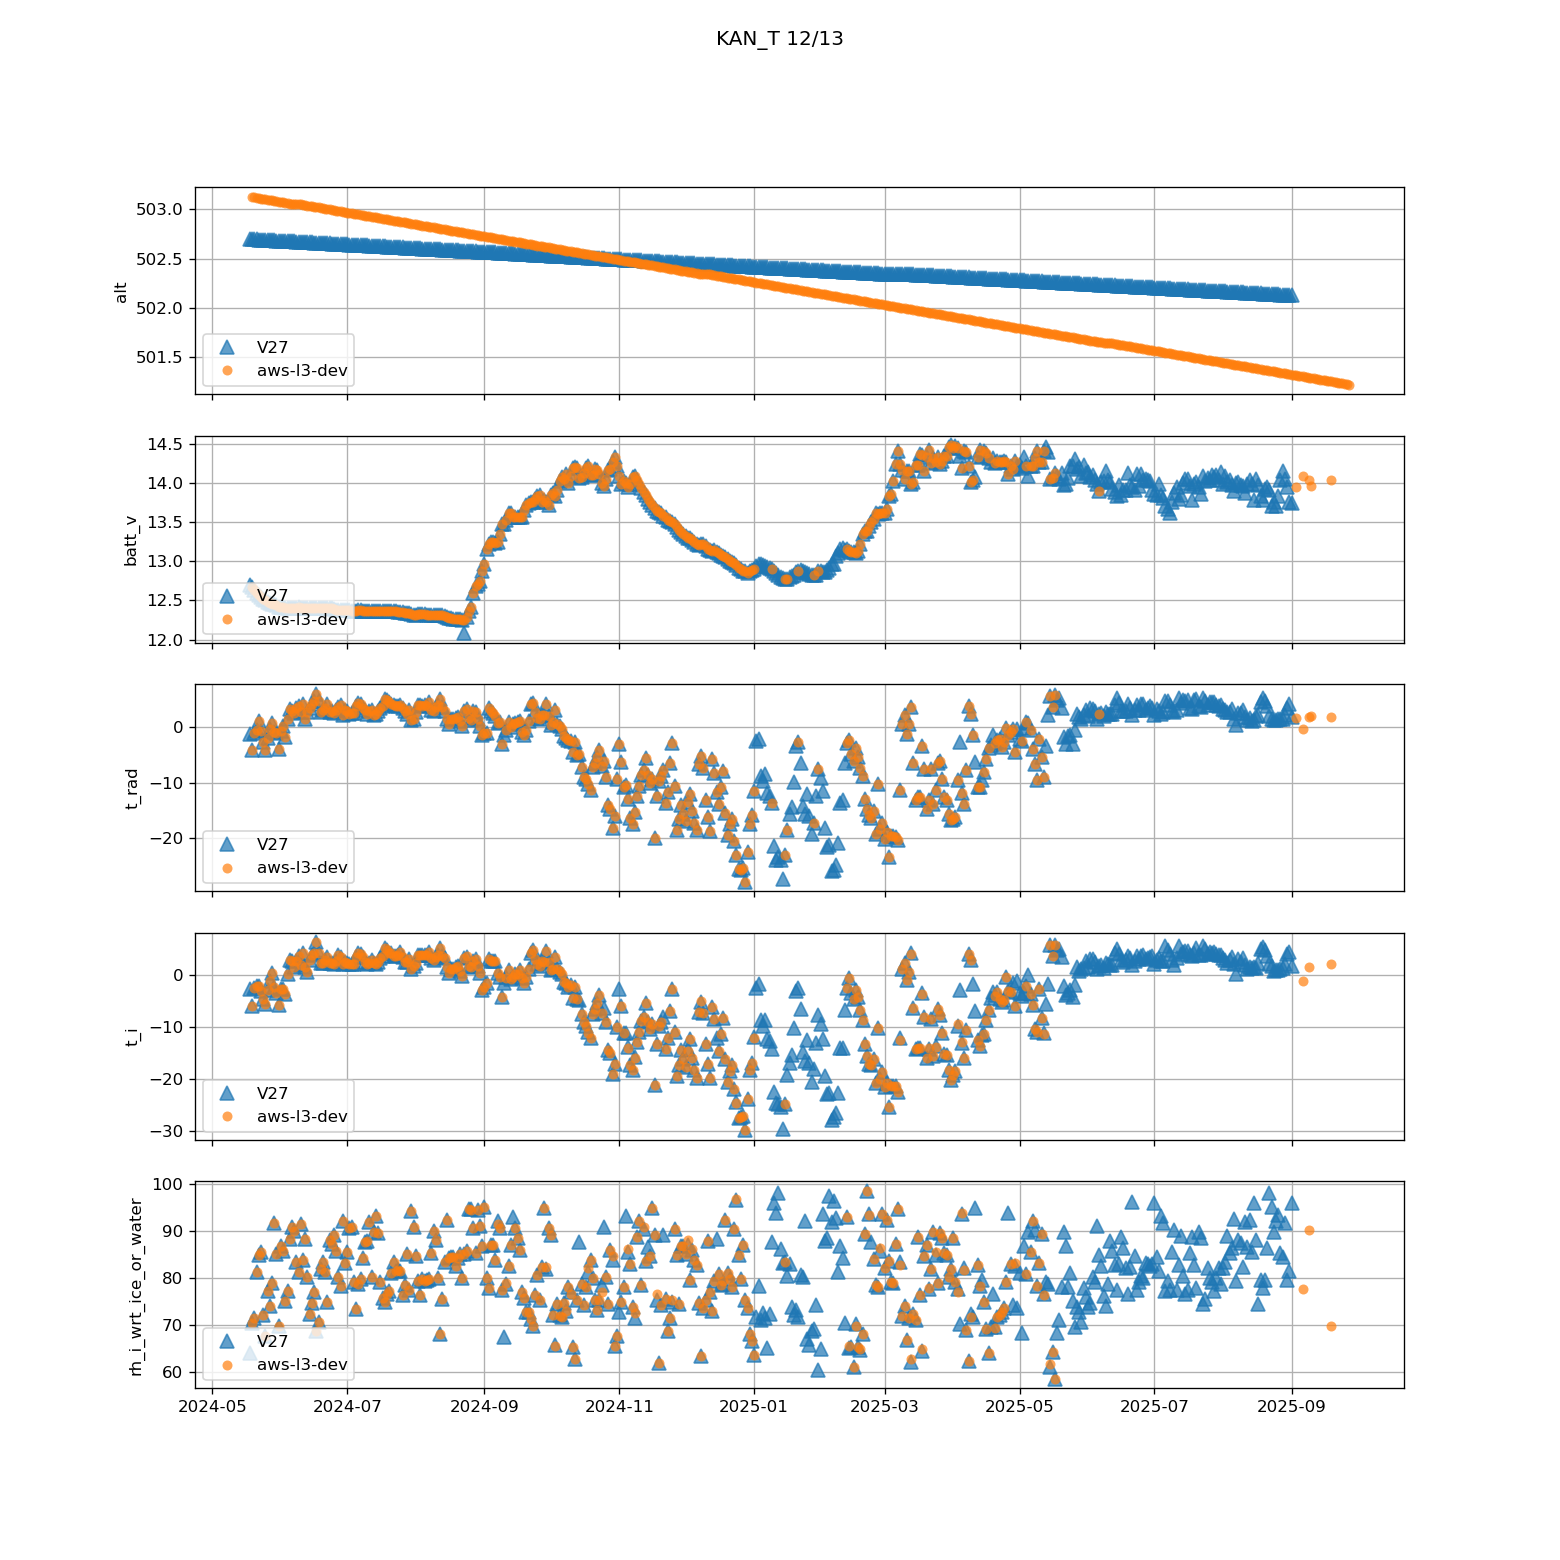 KAN_T 12/13
503.0
502.5
502.0
501.5
alt
V27
aws-l3-dev
14.5
14.0
13.5
13.0
12.5
12.0
batt_v
V27
aws-l3-dev
0
−10
−20
t_rad
V27
aws-l3-dev
0
−10
−20
−30
t_i
V27
aws-l3-dev
100
90
80
70
60
rh_i_wrt_ice_or_water
V27
aws-l3-dev
2024-05 2024-07 2024-09 2024-11 2025-01 2025-03 2025-05 2025-07 2025-09